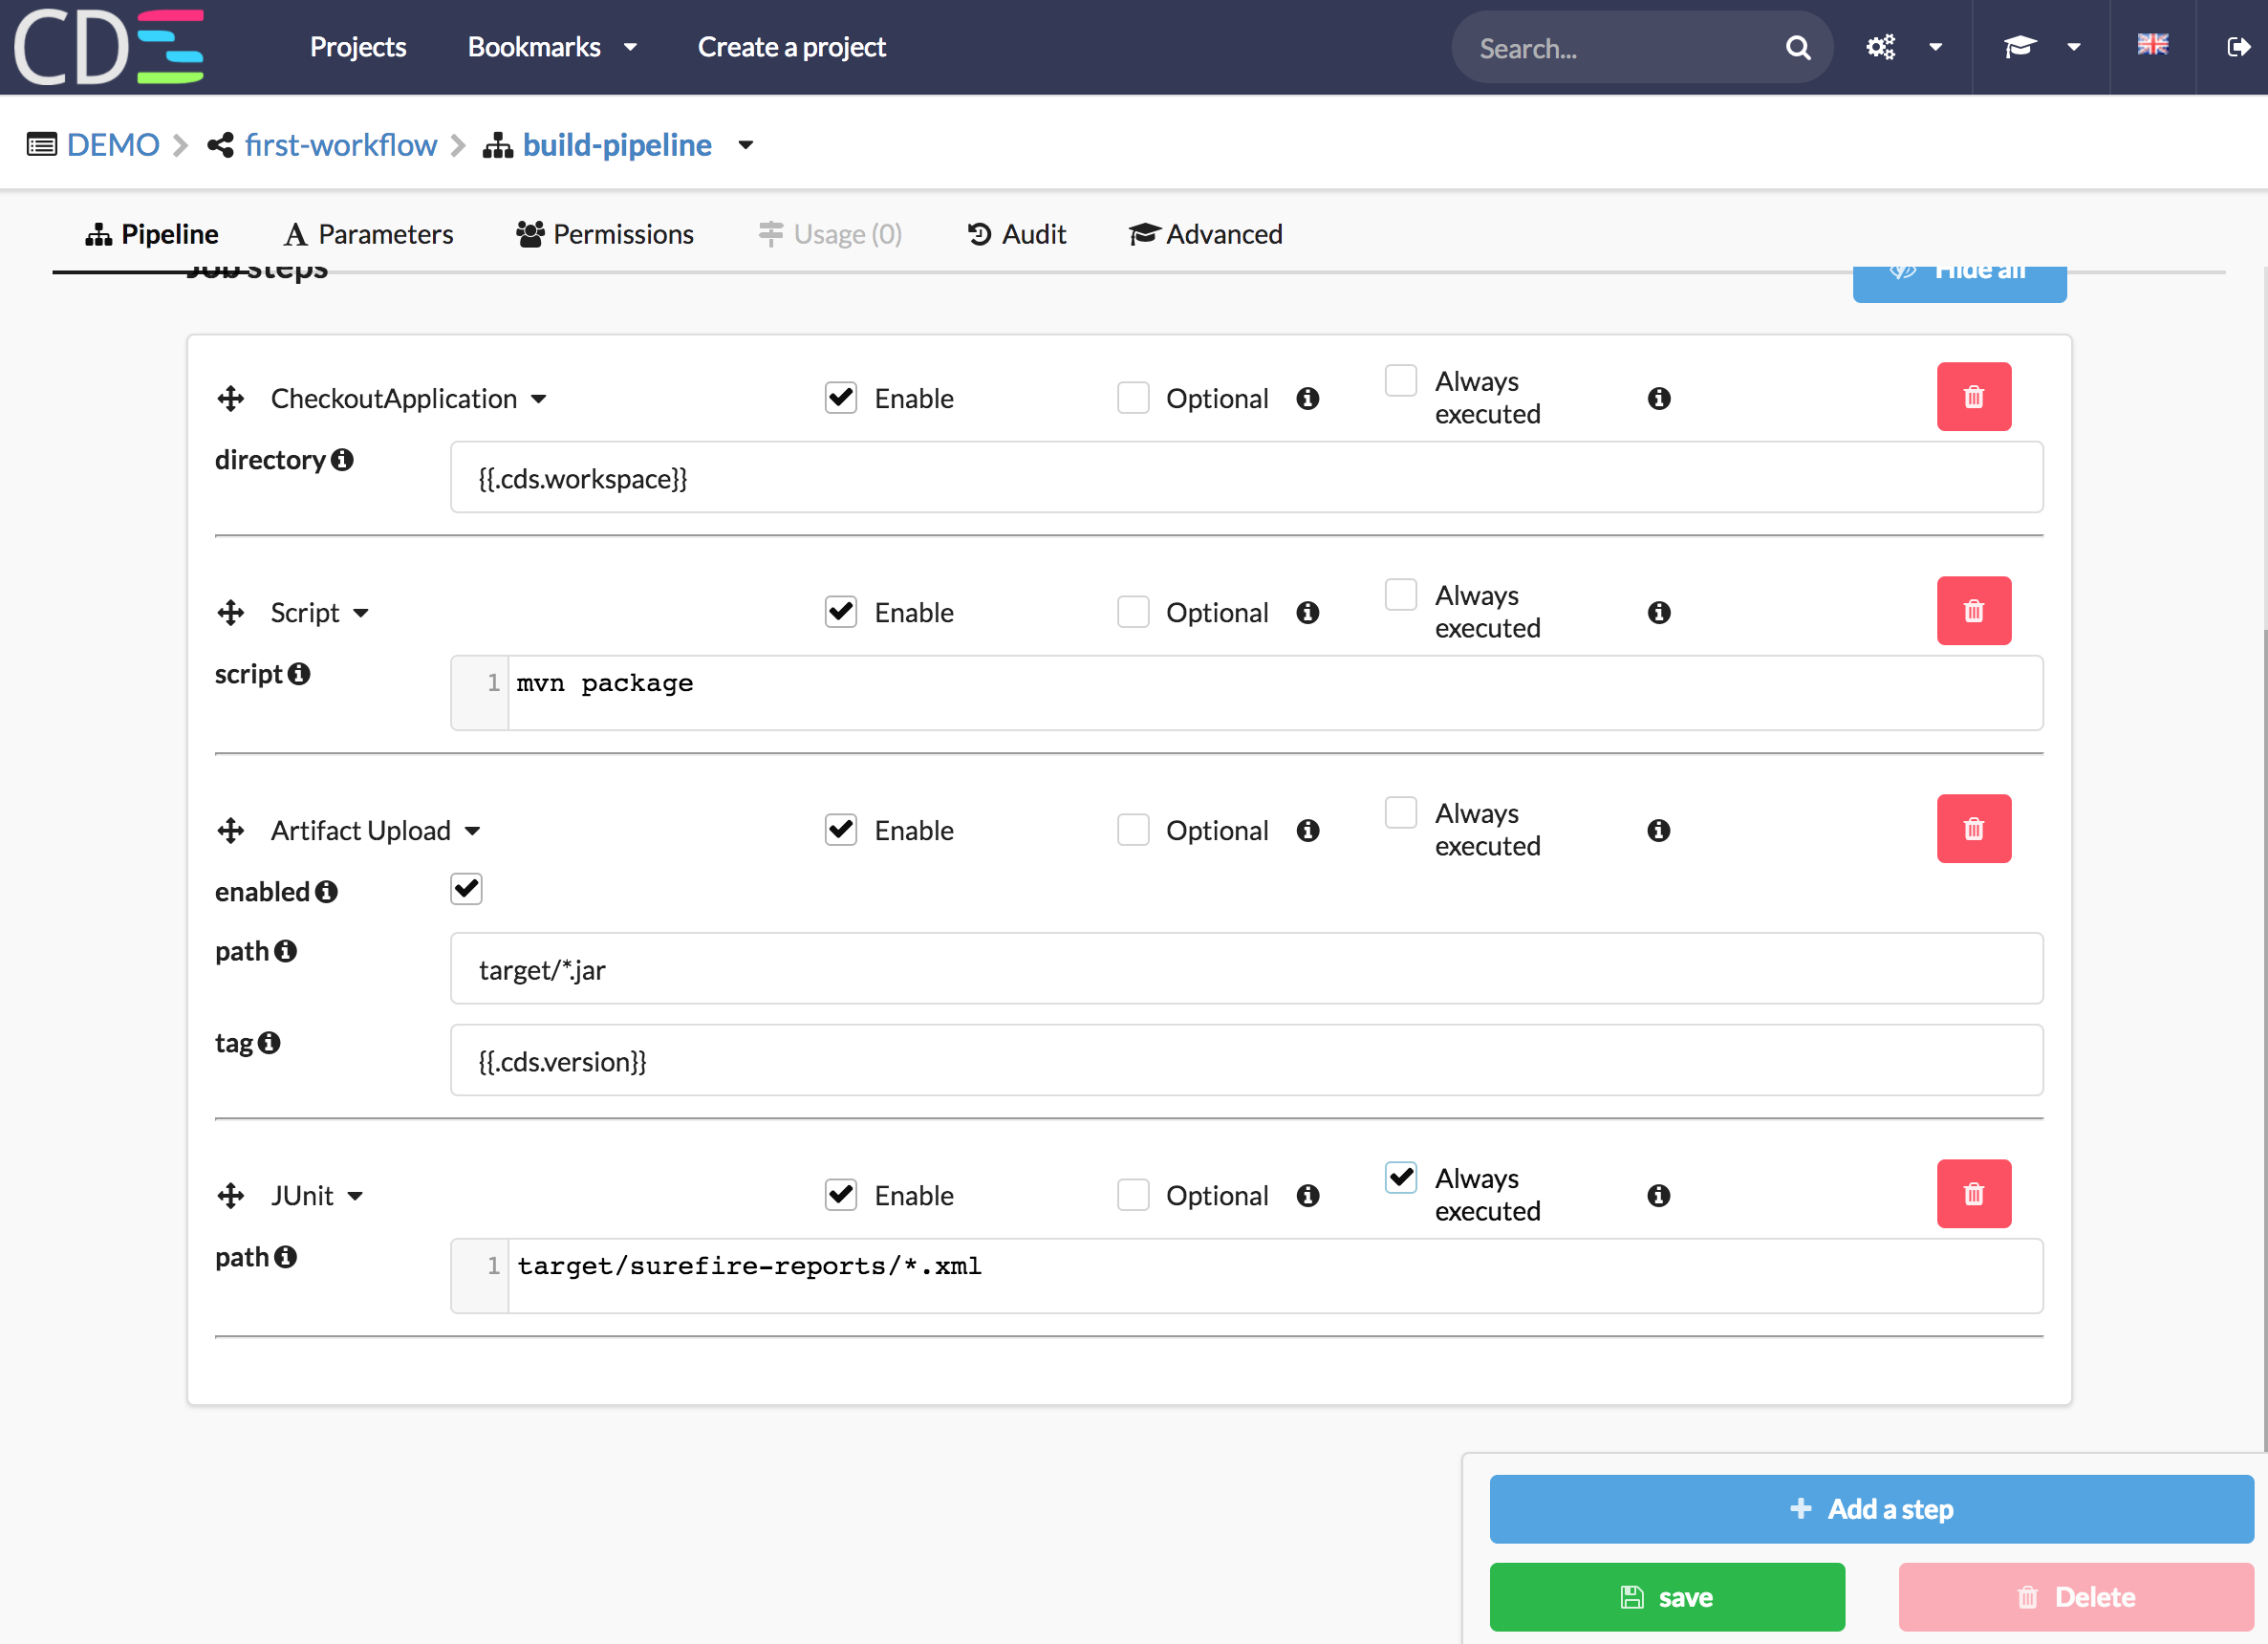 CDS
Projects Bookmarks Create a project Search...
DEMO first-workflow build-pipeline
Pipeline Parameters Permissions Usage (0) Audit Advanced
Job steps Hide all
CheckoutApplication Enable Optional Always executed
directory {{.cds.workspace}}
Script Enable Optional Always executed
script 1 mvn package
Artifact Upload Enable Optional Always executed
enabled
path target/*.jar
tag {{.cds.version}}
JUnit Enable Optional Always executed
path 1 target/surefire-reports/*.xml
Add a step
save Delete